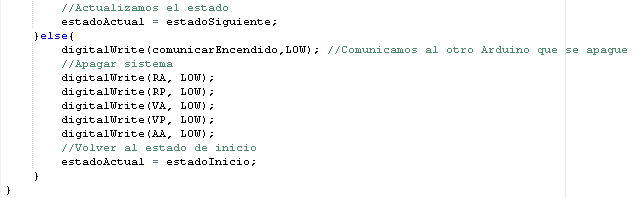 //Actualizamos el estado
estadoActual = estadoSiguiente;
}else{
digitalWrite(comunicarEncendido,LOW); //Comunicamos al otro Arduino que se apague
//Apagar sistema
digitalWrite(RA, LOW);
digitalWrite(RP, LOW);
digitalWrite(VA, LOW);
digitalWrite(VP, LOW);
digitalWrite(AA, LOW);
//Volver al estado de inicio
estadoActual = estadoInicio;
}
}